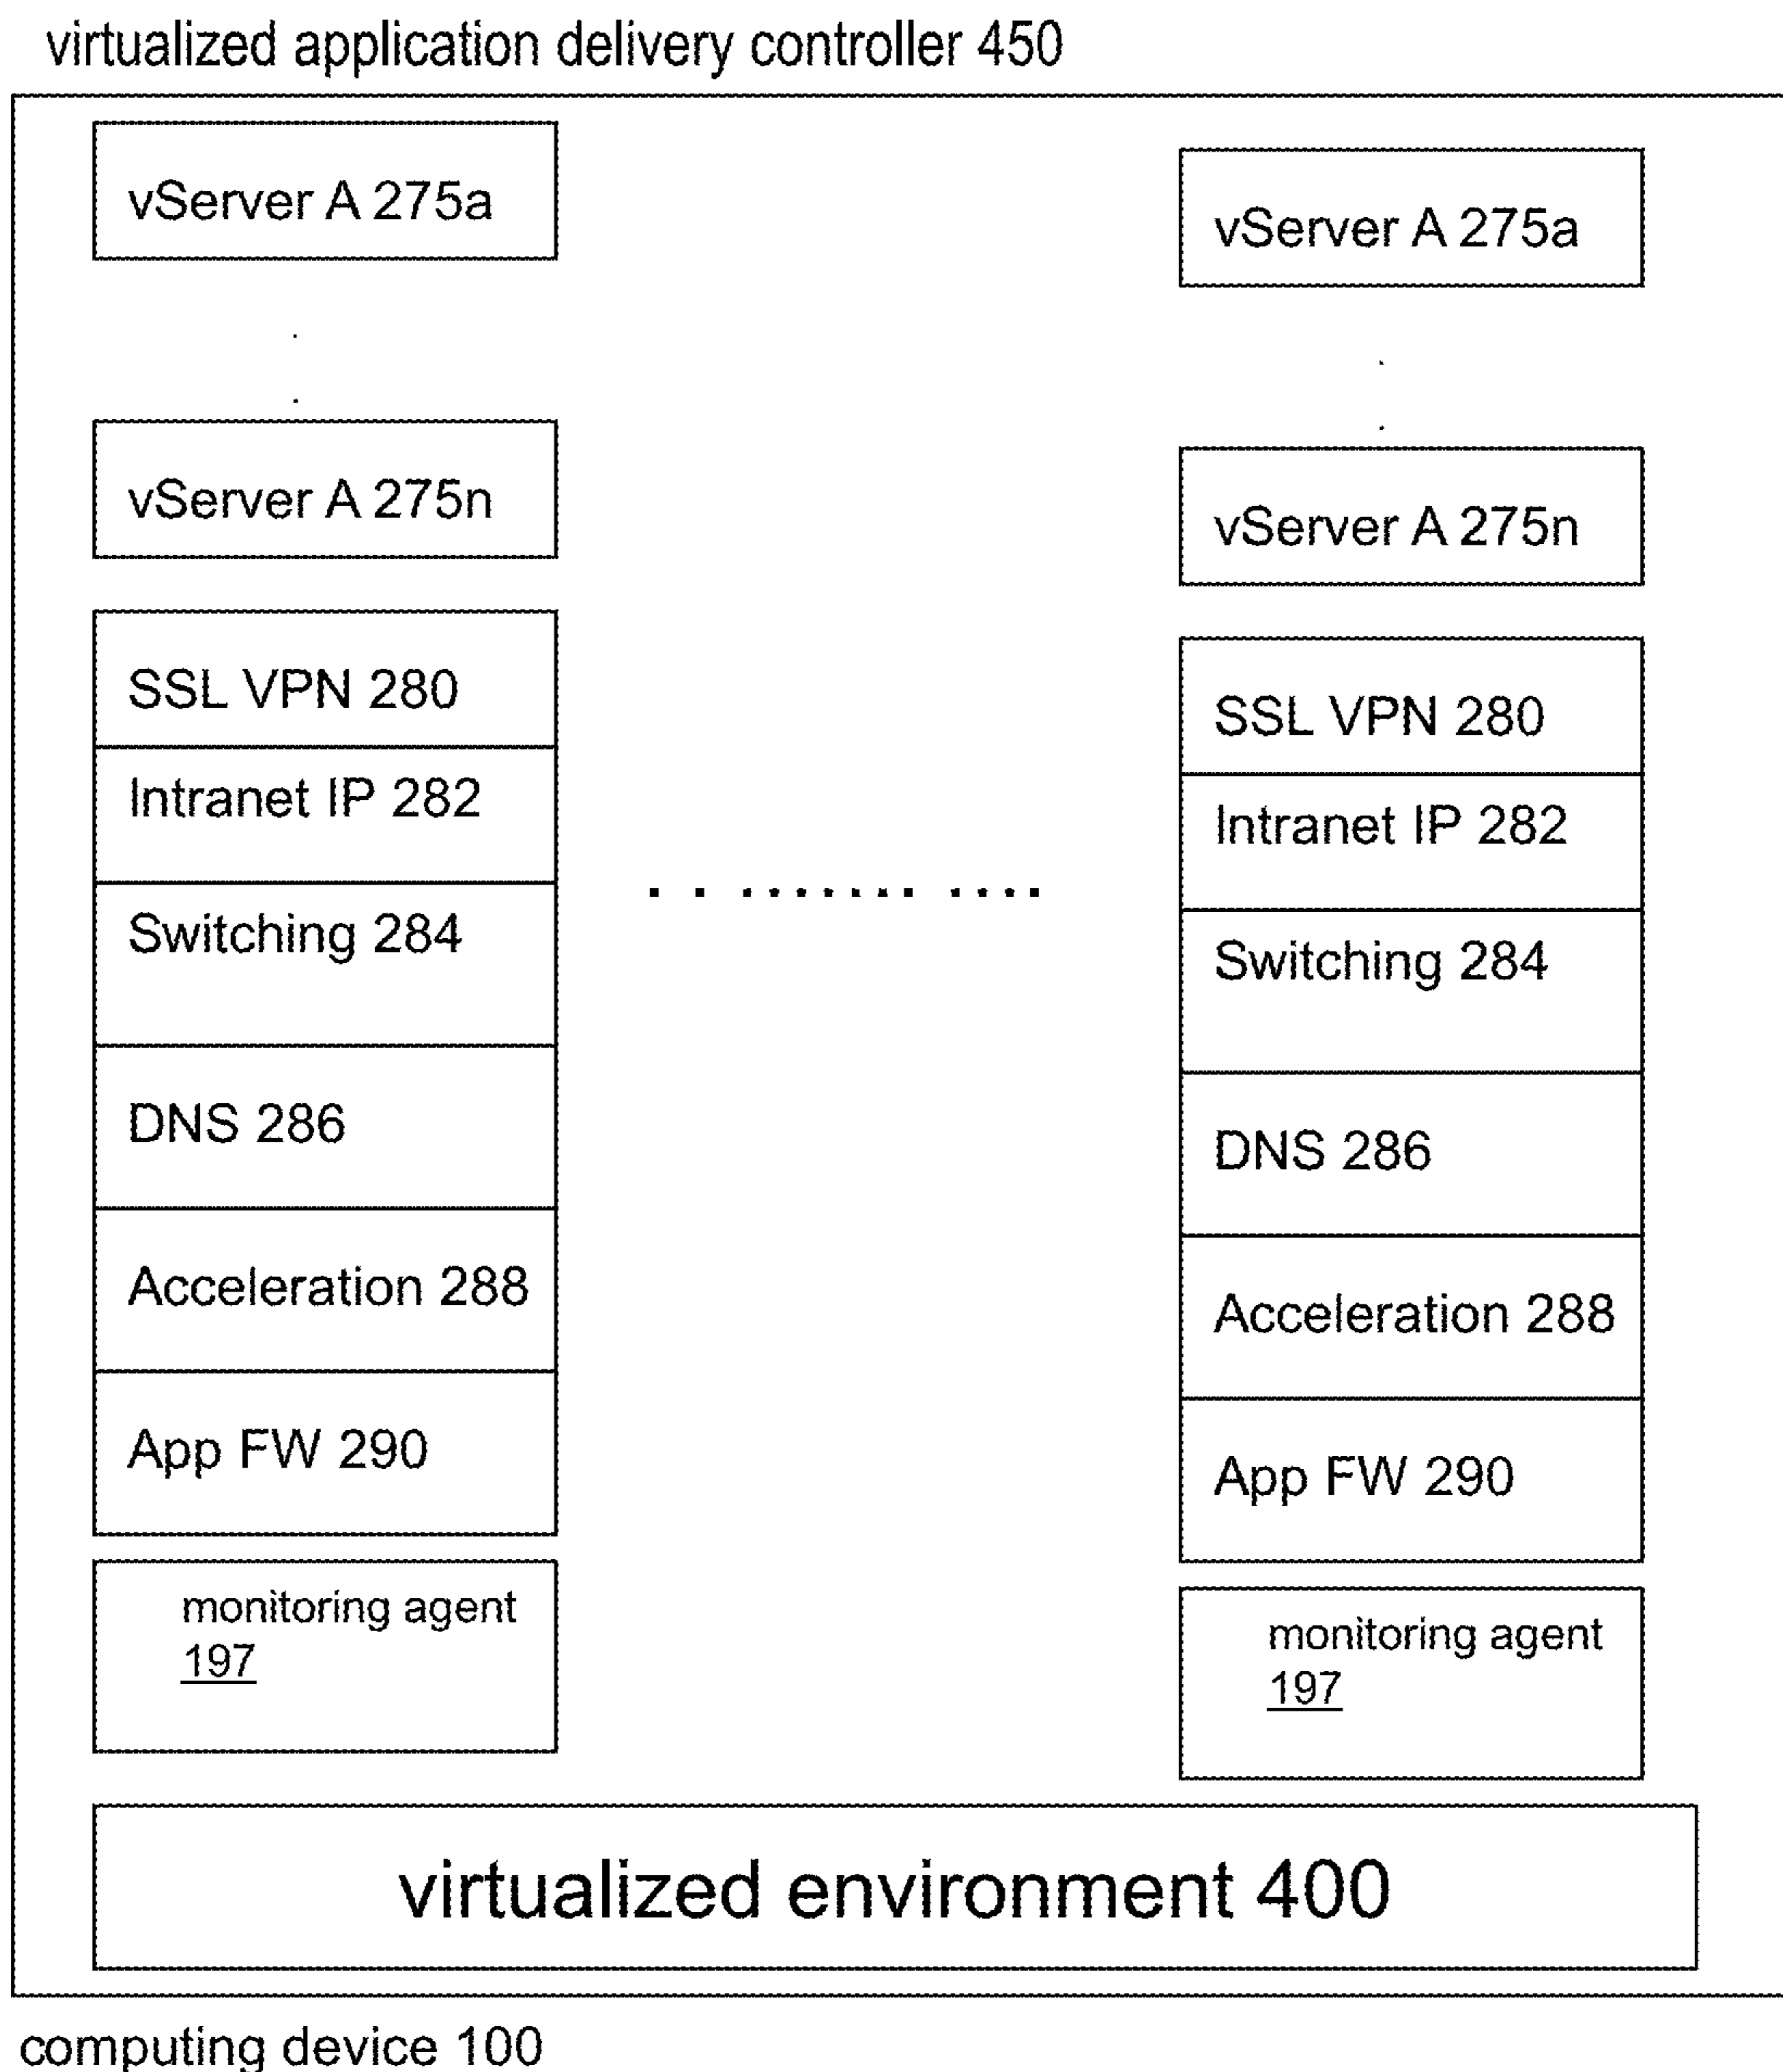 virtualized application delivery controller 450
vServer A 275a
vServer A 275n
SSL VPN 280
Intranet IP 282
Switching 284
DNS 286
Acceleration 288
App FW 290
monitoring agent
197
vServer A 275a
vServer A 275n
SSL VPN 280
Intranet IP 282
Switching 284
DNS 286
Acceleration 288
App FW 290
monitoring agent
197
virtualized environment 400
computing device 100